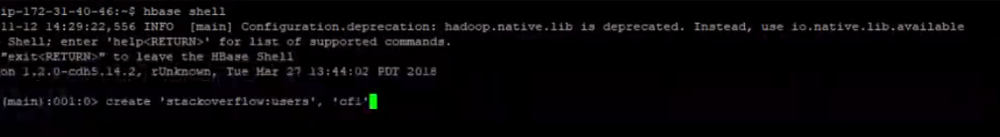 ip-172-31-40-46:~$ hbase shell
11-12 14:29:22,556 INFO  [main] Configuration.deprecation: hadoop.native.lib is deprecated. Instead, use io.native.lib.available
Shell; enter 'help<RETURN>' for list of supported commands.
"exit<RETURN>" to leave the HBase Shell
on 1.2.0-cdh5.14.2, rUnknown, Tue Mar 27 13:44:02 PDT 2018
(main):001:0> create 'stackoverflow:users', 'cf1'